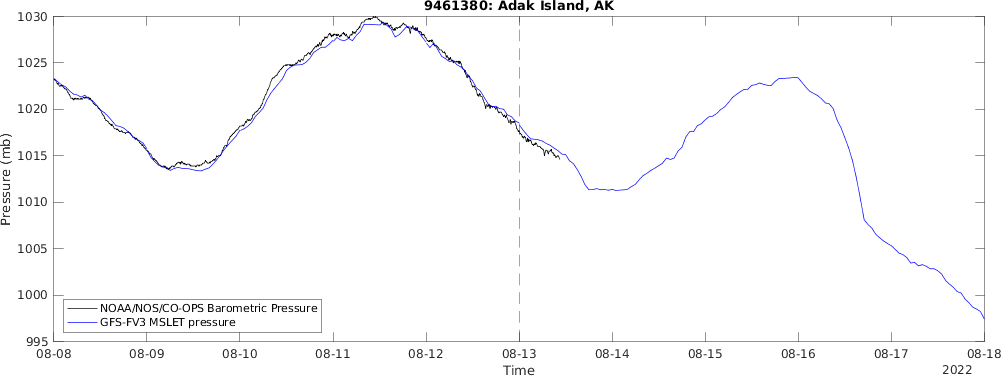 9461380: Adak Island, AK
Pressure (mb)
1030
1025
1020
1015
1010
1005
1000
995
NOAA/NOS/CO-OPS Barometric Pressure
GFS-FV3 MSLET pressure
08-08 08-09 08-10 08-11 08-12 08-13 08-14 08-15 08-16 08-17 08-18
Time
2022